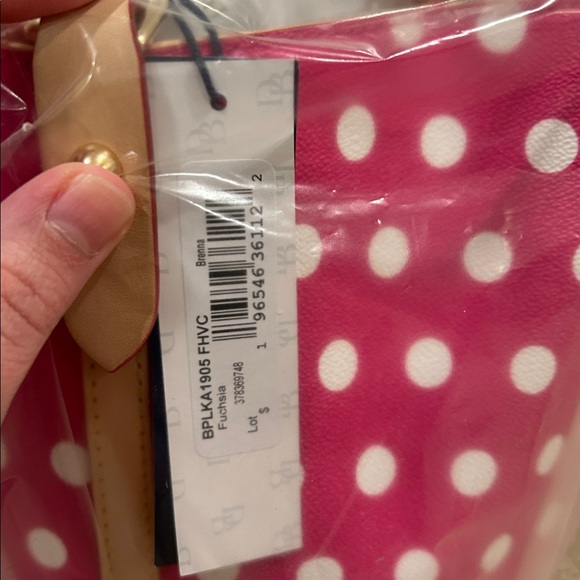 BPLKA1905 FHVC
Brenna
Fuchsia
378369748
Lot
$
1 96546 36112 2